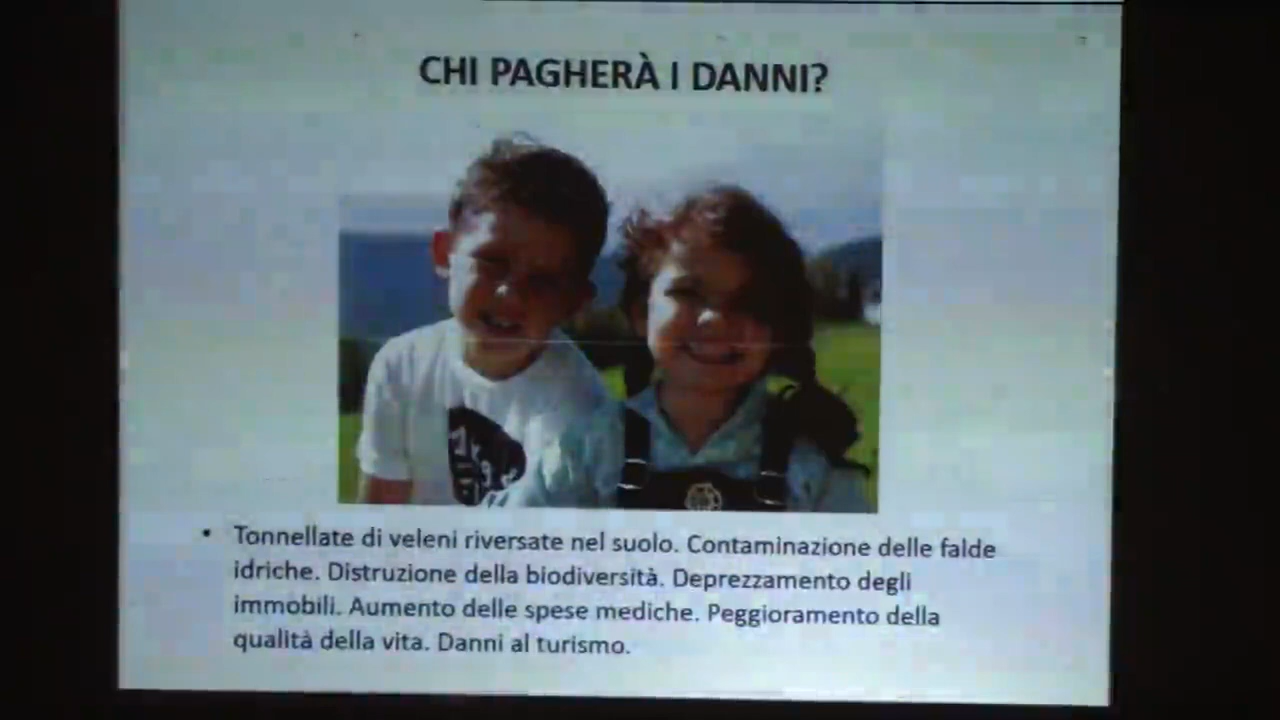 CHI PAGHERÀ I DANNI?
• Tonnellate di veleni riversate nel suolo. Contaminazione delle falde
idriche. Distruzione della biodiversità. Deprezzamento degli
immobili. Aumento delle spese mediche. Peggioramento della
qualità della vita. Danni al turismo.